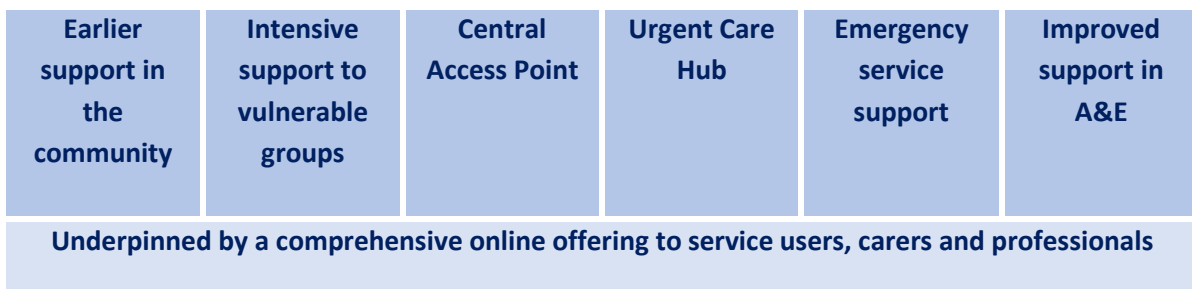 Earlier
support in
the
community
Intensive
support to
vulnerable
groups
Central
Access Point
Urgent Care
Hub
Emergency
service
support
Improved
support in
A&E
Underpinned by a comprehensive online offering to service users, carers and professionals